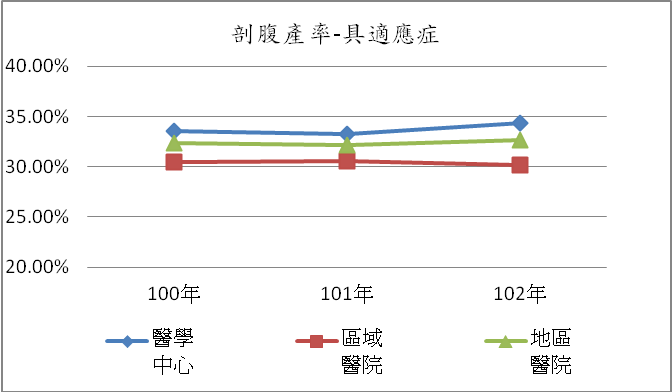 剖腹產率-具適應症
40.00%
35.00%
30.00%
25.00%
20.00%
100年 101年 102年
醫學
中心
區域
醫院
地區
醫院